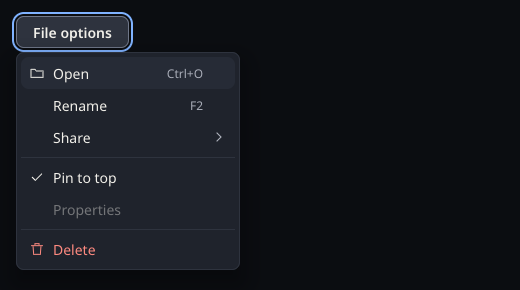 File options
Open Ctrl+O
Rename F2
Share
Pin to top
Properties
Delete